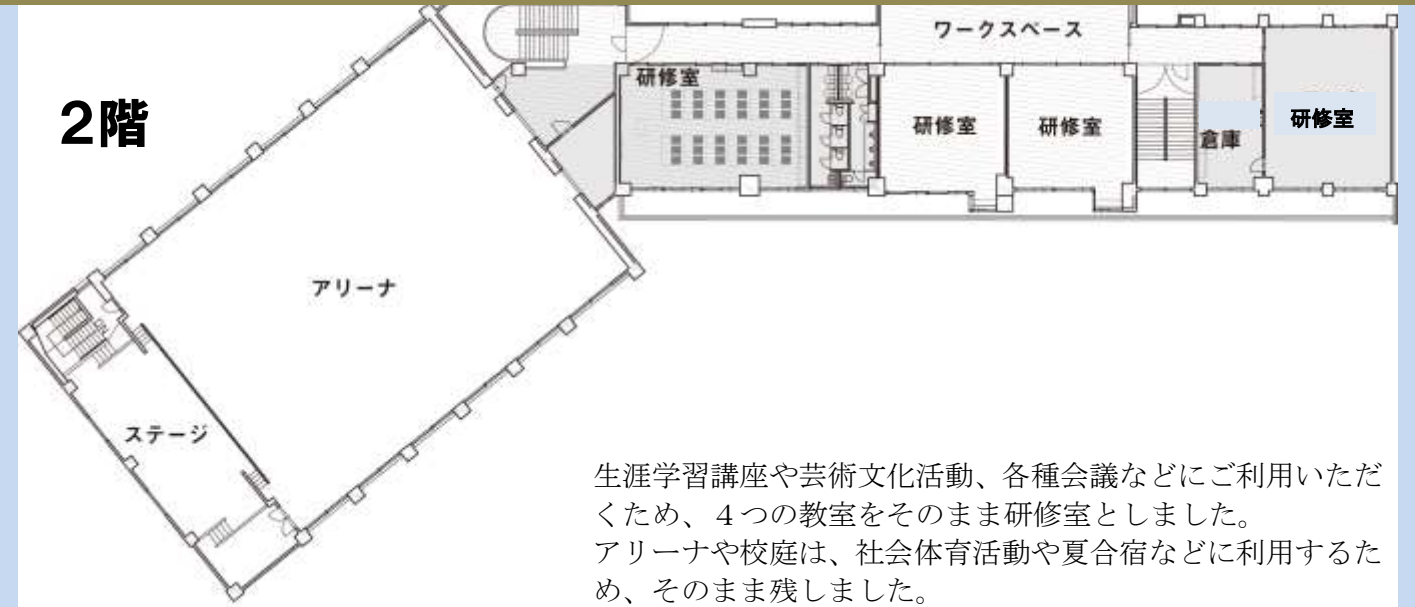 ワークスペース
2階
研修室
研修室
研修室
倉庫
研修室
アリーナ
ステージ
生涯学習講座や芸術文化活動、各種会議などにご利用いただ
くため、４つの教室をそのまま研修室としました。
アリーナや校庭は、社会体育活動や夏合宿などに利用するた
め、そのまま残しました。